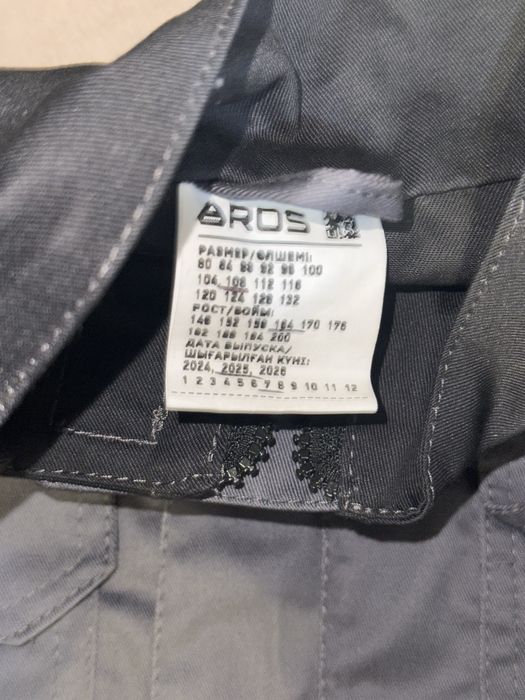 AROS
РАЗМЕР/ӨЛШЕМІ:
80 84 88 92 96 100
104 108 112 116
120 124 128 132
РОСТ/БОЙЫ:
146 152 158 164 170 176
182 188 194 200
ДАТА ВЫПУСКА/
ШЫҒАРЫЛҒАН КҮНІ:
2024, 2025, 2026
1 2 3 4 5 6 7 8 9 10 11 12